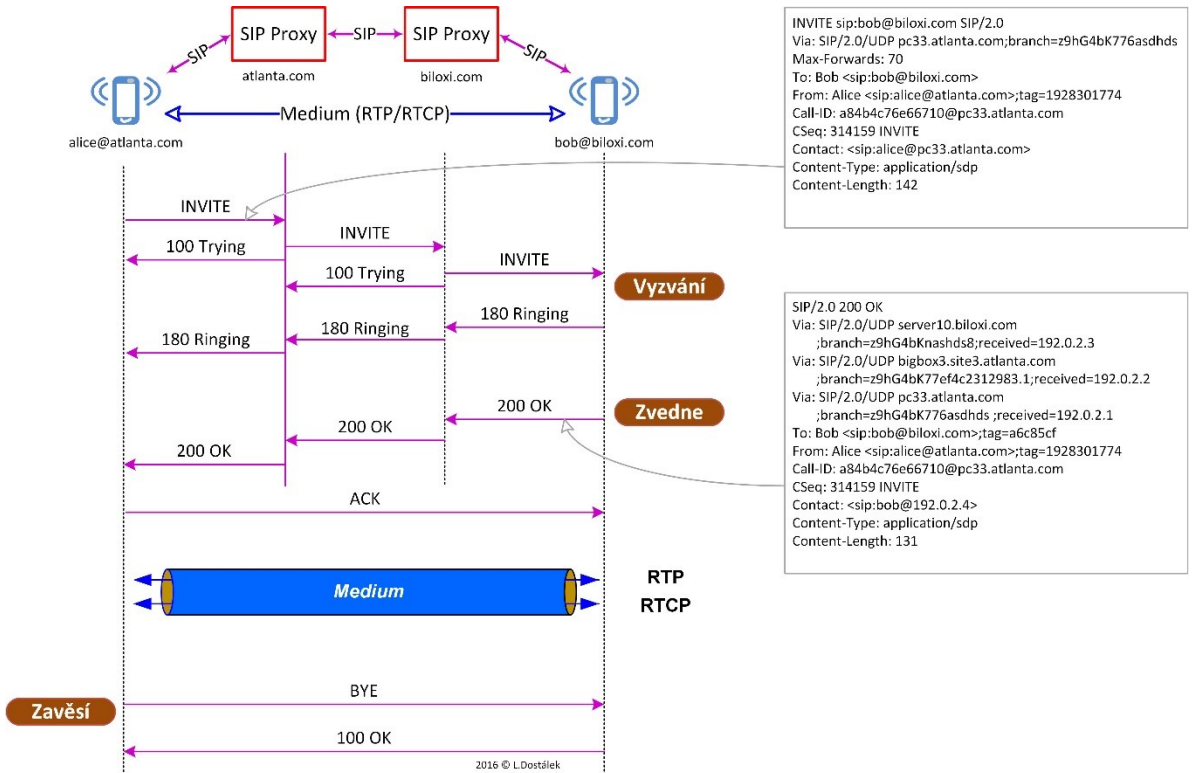 SIP Proxy
SIP
SIP Proxy
SIP
SIP
atlanta.com
biloxi.com
Medium (RTP/RTCP)
alice@atlanta.com
bob@biloxi.com
INVITE sip:bob@biloxi.com SIP/2.0
Via: SIP/2.0/UDP pc33.atlanta.com;branch=z9hG4bK776asdhds
Max-Forwards: 70
To: Bob <sip:bob@biloxi.com>
From: Alice <sip:alice@atlanta.com>;tag=1928301774
Call-ID: a84b4c76e66710@pc33.atlanta.com
CSeq: 314159 INVITE
Contact: <sip:alice@pc33.atlanta.com>
Content-Type: application/sdp
Content-Length: 142
INVITE
100 Trying
INVITE
100 Trying
INVITE
Vyzvání
180 Ringing
180 Ringing
180 Ringing
200 OK
Zvedne
200 OK
200 OK
SIP/2.0 200 OK
Via: SIP/2.0/UDP server10.biloxi.com
;branch=z9hG4bKnashds8;received=192.0.2.3
Via: SIP/2.0/UDP bigbox3.site3.atlanta.com
;branch=z9hG4bK77ef4c2312983.1;received=192.0.2.2
Via: SIP/2.0/UDP pc33.atlanta.com
;branch=z9hG4bK776asdhds ;received=192.0.2.1
To: Bob <sip:bob@biloxi.com>;tag=a6c85cf
From: Alice <sip:alice@atlanta.com>;tag=1928301774
Call-ID: a84b4c76e66710@pc33.atlanta.com
CSeq: 314159 INVITE
Contact: <sip:bob@192.0.2.4>
Content-Type: application/sdp
Content-Length: 131
ACK
Medium
RTP
RTCP
BYE
Zavěsí
100 OK
2016 © L.Dostálek